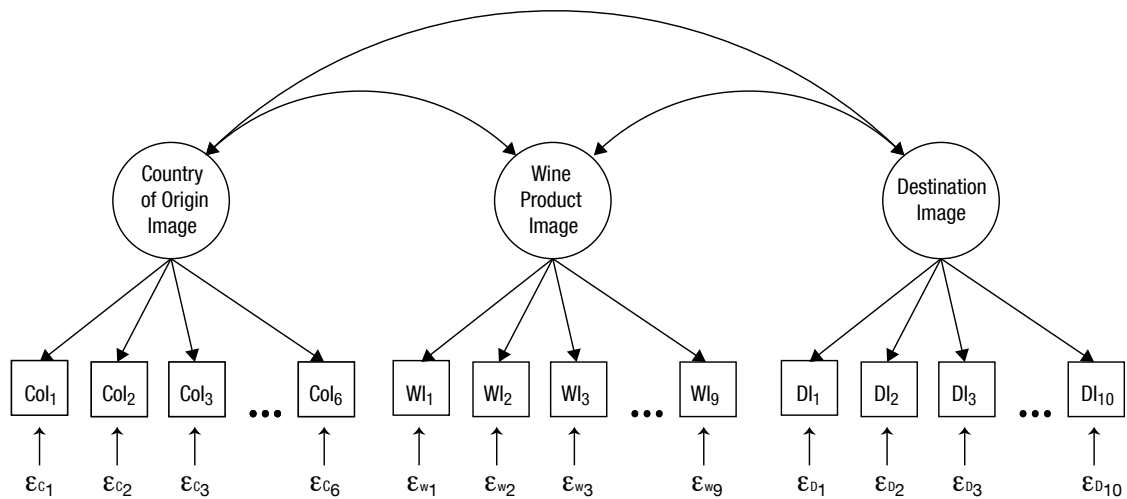 Country
of Origin
Image
Wine
Product
Image
Destination
Image
CoI₁ CoI₂ CoI₃ ••• CoI₆ WI₁ WI₂ WI₃ ••• WI₉ DI₁ DI₂ DI₃ ••• DI₁₀
εC1 εC2 εC3 εC6 εw1 εw2 εw3 εw9 εD1 εD2 εD3 εD10